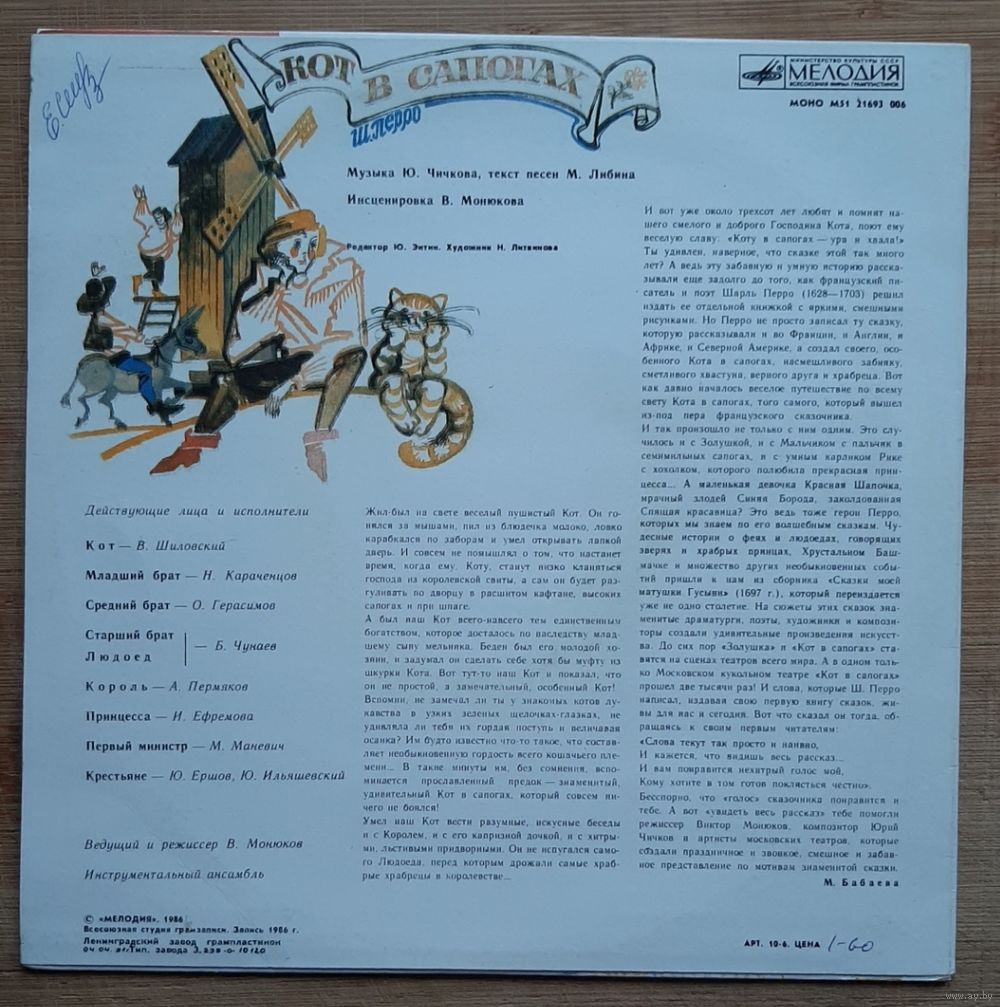 КОТ В САПОГАХ
Ш. Перро
МИНИСТЕРСТВО КУЛЬТУРЫ СССР
МЕЛОДИЯ
ВСЕСОЮЗНАЯ ФИРМА ГРАМПЛАСТИНОК
МОНО М51 21693 006
Музыка Ю. Чичкова, текст песен М. Либина
Инсценировка В. Монюкова
Редактор Ю. Энтин. Художник Н. Литвинова
Действующие лица и исполнители
Кот — В. Шиловский
Младший брат — Н. Караченцов
Средний брат — О. Герасимов
Старший брат
Людоед
— Б. Чунаев
Король — А. Пермяков
Принцесса — И. Ефремова
Первый министр — М. Маневич
Крестьяне — Ю. Ершов, Ю. Ильяшевский
Ведущий и режиссер В. Монюков
Инструментальный ансамбль
Жил-был на свете веселый пушистый Кот. Он го-
нялся за мышами, пил из блюдечка молоко, ловко
карабкался по заборам и умел открывать лапкой
дверь. И совсем не помышлял о том, что настанет
время, когда ему, Коту, станут низко кланяться
господа из королевской свиты, а сам он будет раз-
гуливать по дворцу в расшитом кафтане, высоких
сапогах и при шпаге.
А был наш Кот всего-навсего тем единственным
богатством, которое досталось по наследству млад-
шему сыну мельника. Беден был его молодой хо-
зяин, и задумал он сделать себе хотя бы муфту из
шкурки Кота. Вот тут-то наш Кот и показал, что
он не простой, а замечательный, особенный Кот!
Вспомни, не замечал ли ты у знакомых котов лу-
кавства в узких зеленых щелочках-глазках, не
удивляла ли тебя их гордая поступь и величавая
осанка? Им будто известно что-то такое, что состав-
ляет необыкновенную гордость всего кошачьего пле-
мени... В такие минуты им, без сомнения, вспо-
минается прославленный предок — знаменитый,
удивительный Кот в сапогах, который совсем ни-
чего не боялся!
Умел наш Кот вести разумные, искусные беседы
и с Королем, и с его капризной дочкой, и с хитры-
ми, льстивыми придворными. Он не испугался само-
го Людоеда, перед которым дрожали самые храб-
рые храбрецы в королевстве...
И вот уже около трехсот лет любят и помнят на-
шего смелого и доброго Господина Кота, поют ему
веселую славу: «Коту в сапогах — ура и хвала!»
Ты удивлен, наверное, что сказке этой так много
лет? А ведь эту забавную и умную историю расска-
зывали еще задолго до того, как французский пи-
сатель и поэт Шарль Перро (1628—1703) решил
издать ее отдельной книжкой с яркими, смешными
рисунками. Но Перро не просто записал ту сказку,
которую рассказывали и во Франции, и Англии, и
Африке, и Северной Америке, а создал своего, осо-
бенного Кота в сапогах, насмешливого забияку,
сметливого хвастуна, верного друга и храбреца. Вот
как давно началось веселое путешествие по всему
свету Кота в сапогах, того самого, который вышел
из-под пера французского сказочника.
И так произошло не только с ним одним. Это слу-
чилось и с Золушкой, и с Мальчиком с пальчик в
семимильных сапогах, и с умным карликом Рике
с хохолком, которого полюбила прекрасная прин-
цесса... А маленькая девочка Красная Шапочка,
мрачный злодей Синяя Борода, заколдованная
Спящая красавица? Это ведь тоже герои Перро,
которых мы знаем по его волшебным сказкам. Чу-
десные истории о феях и людоедах, говорящих
зверях и храбрых принцах, Хрустальном Баш-
мачке и множество других необыкновенных собы-
тий пришли к нам из сборника «Сказки моей
матушки Гусыни» (1697 г.), который переиздается
уже не одно столетие. На сюжеты этих сказок зна-
менитые драматурги, поэты, художники и компози-
торы создали удивительные произведения искусст-
ва. До сих пор «Золушка» и «Кот в сапогах» ста-
вятся на сценах театров всего мира. А в одном толь-
ко Московском кукольном театре «Кот в сапогах»
прошел две тысячи раз! И слова, которые Ш. Перро
написал, издавая свою первую книгу сказок, жи-
вы для нас и сегодня. Вот что сказал он тогда, об-
ращаясь к своим первым читателям:
«Слова текут так просто и наивно,
И кажется, что видишь весь рассказ...
И вам понравится нехитрый голос мой,
Кому хотите в том готов поклясться честно».
Бесспорно, что «голос» сказочника понравится и
тебе. А вот «увидеть весь рассказ» тебе помогли
режиссер Виктор Монюков, композитор Юрий
Чичков и артисты московских театров, которые
создали праздничное и звонкое, смешное и забав-
ное представление по мотивам знаменитой сказки.
М. Бабаева
© «МЕЛОДИЯ», 1986
Всесоюзная студия грамзаписи. Запись 1986 г.
Ленинградский завод грампластинок
Тип. завода
АРТ. 10-6. ЦЕНА 1-60
www.ay.by